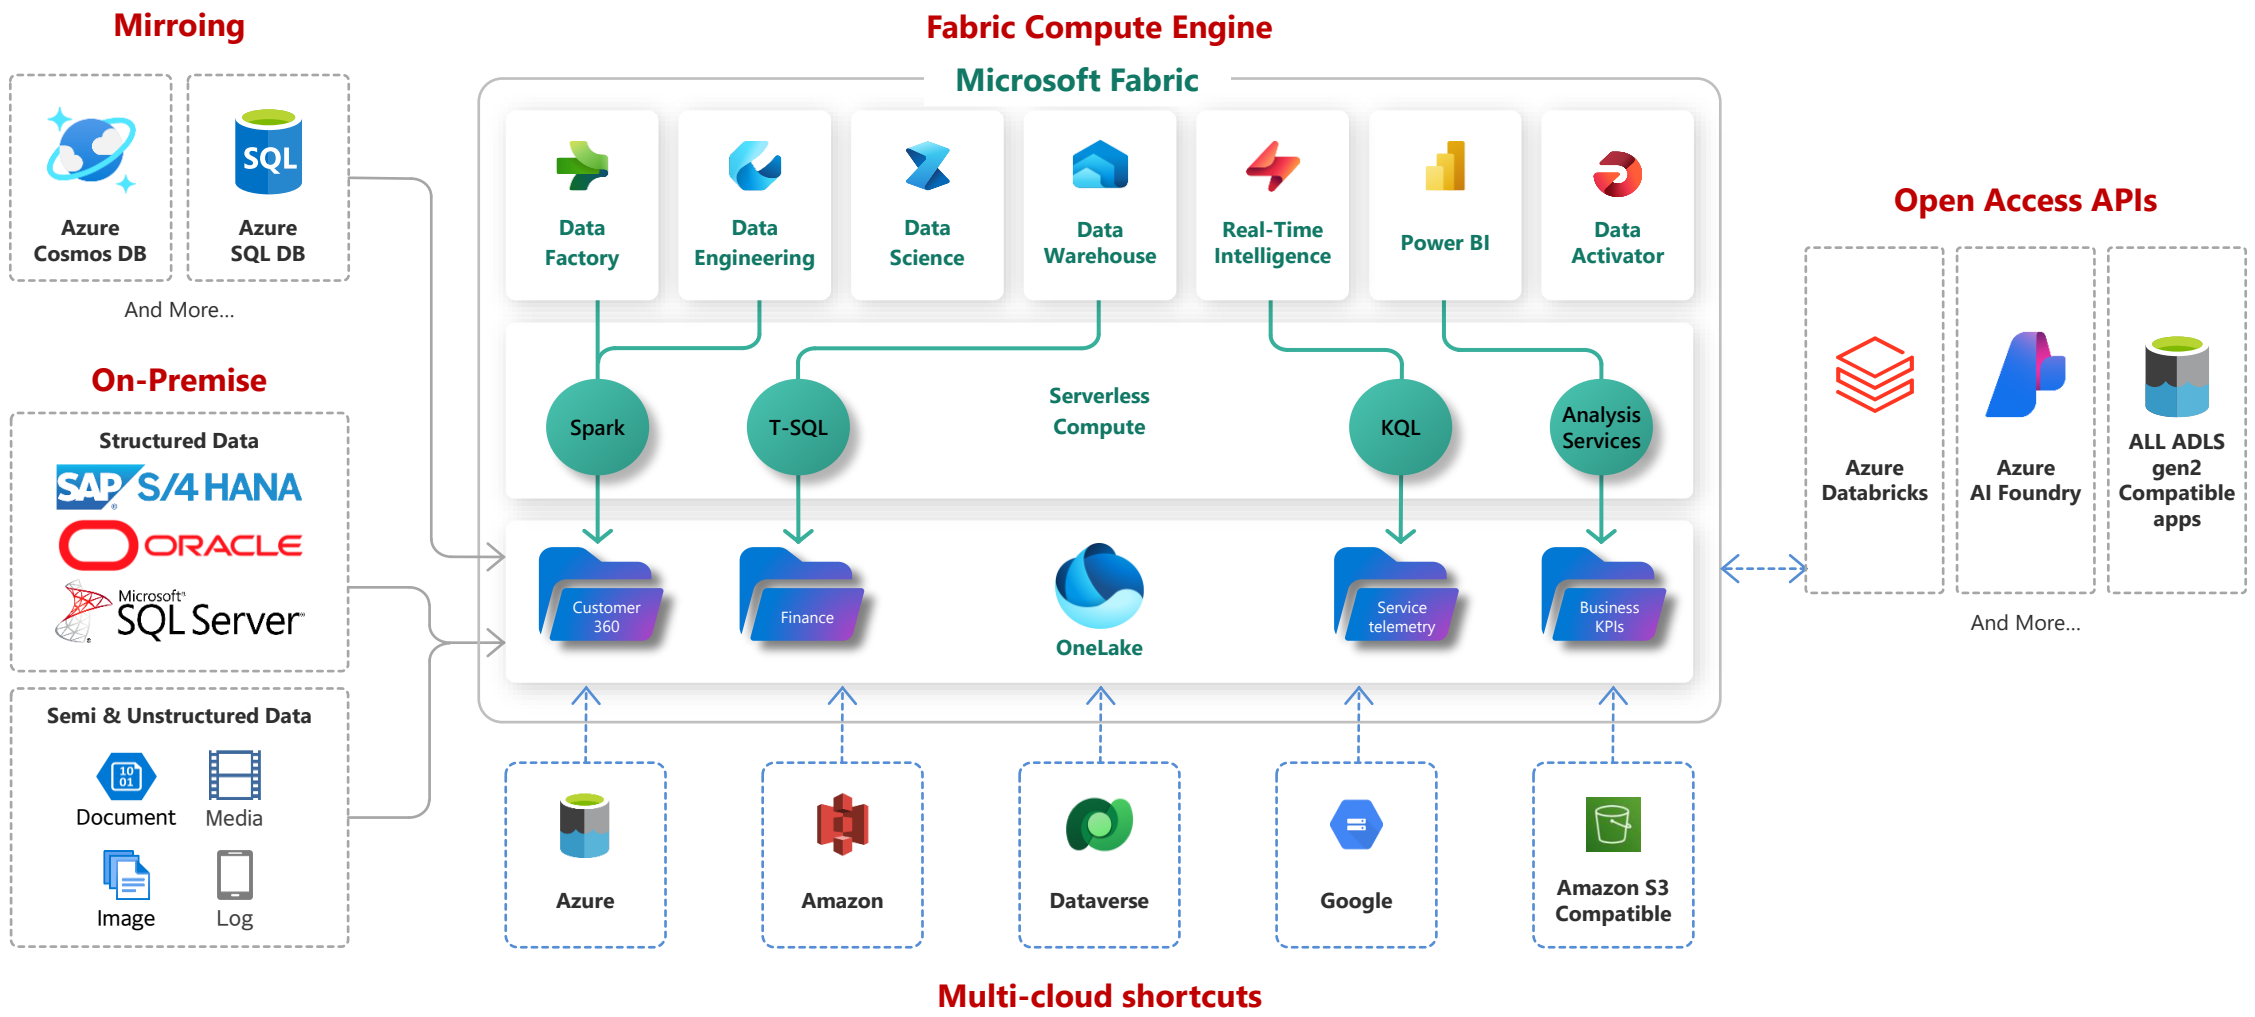 Mirroing
Azure
Cosmos DB
SQL
Azure
SQL DB
And More...
On-Premise
Structured Data
SAP S/4HANA
®
ORACLE
Microsoft™
SQL Server
Semi & Unstructured Data
10
01
Document
Media
Image
Log
Fabric Compute Engine
Microsoft Fabric
Data
Factory
Data
Engineering
Data
Science
Data
Warehouse
Real-Time
Intelligence
Power BI
Data
Activator
Spark
T-SQL
Serverless
Compute
KQL
Analysis
Services
Customer
360
Finance
OneLake
Service
telemetry
Business
KPIs
Azure
Amazon
Dataverse
Google
Amazon S3
Compatible
Multi-cloud shortcuts
Open Access APIs
Azure
Databricks
Azure
AI Foundry
ALL ADLS
gen2
Compatible
apps
And More...